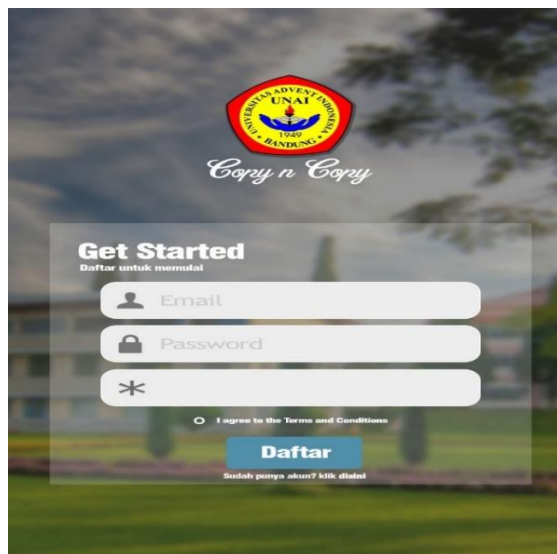 UNIVERSITAS ADVENT INDONESIA
UNAI
1949
• BANDUNG •
Copy n Copy
Get Started
Daftar untuk memulai
Email
Password
*
I agree to the Terms and Conditions
Daftar
Sudah punya akun? klik disini